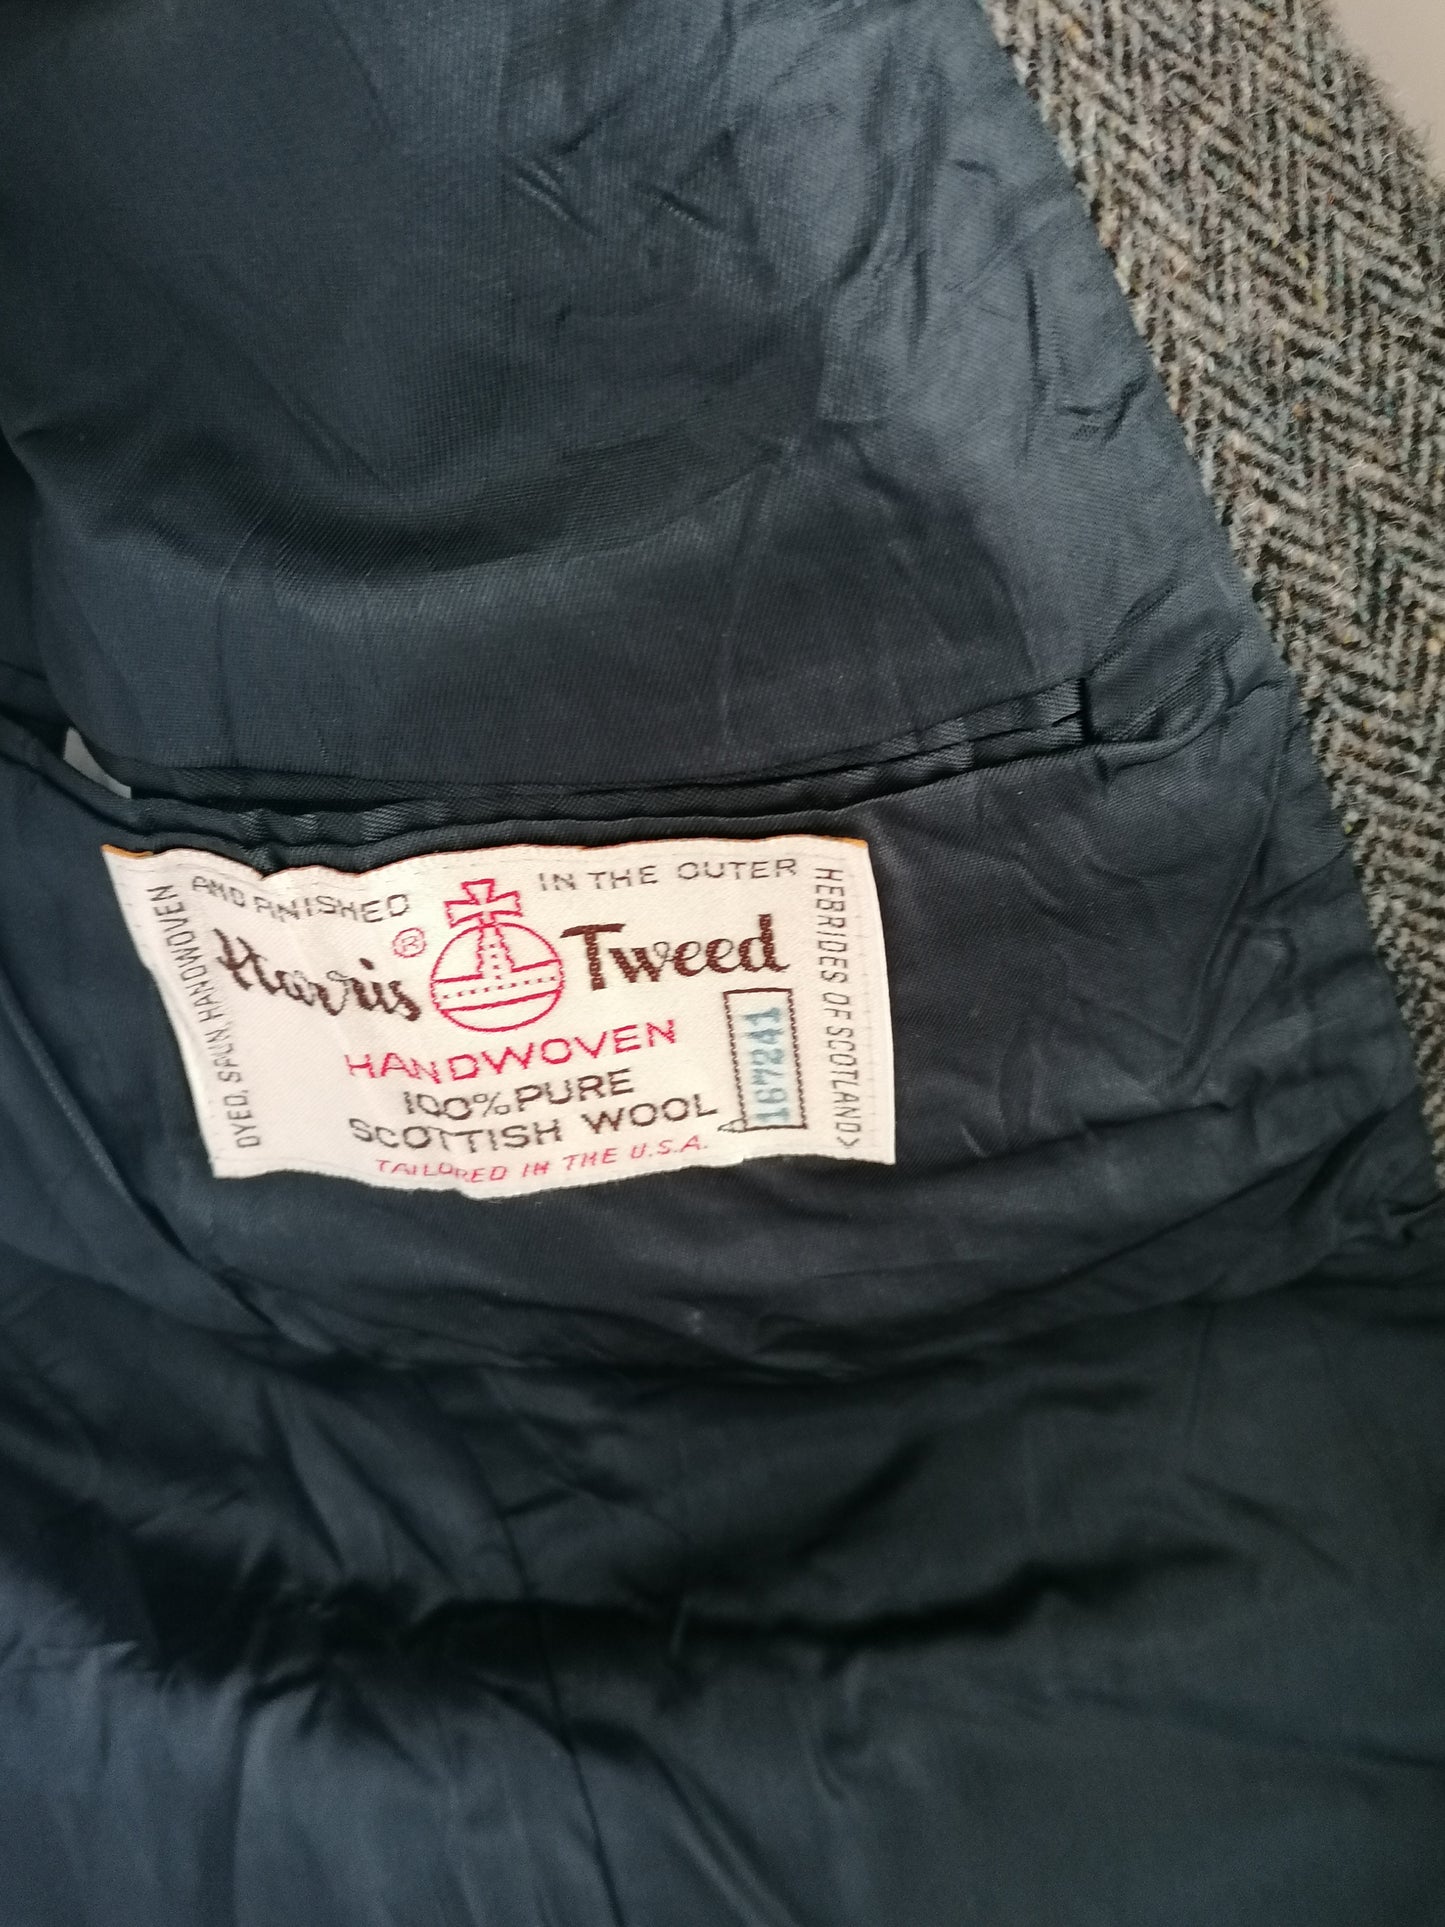 DYED, SPUN, HANDWOVEN
AND FINISHED
IN THE OUTER
HEBRIDES OF SCOTLAND>
Harris ® Tweed
HANDWOVEN
100% PURE
SCOTTISH WOOL
TAILORED IN THE U.S.A.
167241